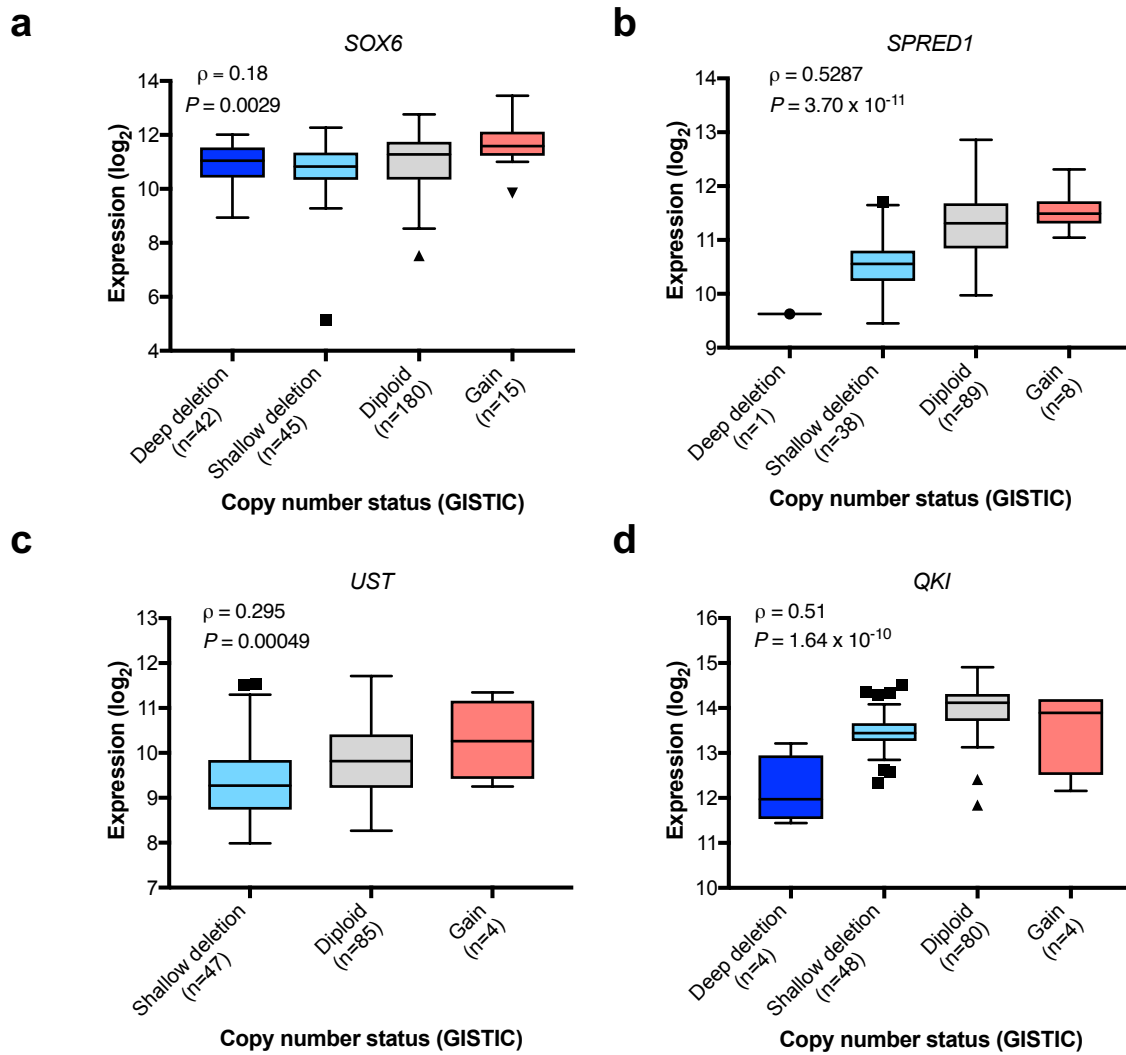 a
SOX6
ρ = 0.18
P = 0.0029
Expression (log2)
14
12
10
8
6
4
Deep deletion
(n=42)
Shallow deletion
(n=45)
Diploid
(n=180)
Gain
(n=15)
Copy number status (GISTIC)
b
SPRED1
ρ = 0.5287
P = 3.70 x 10-11
Expression (log2)
14
13
12
11
10
9
Deep deletion
(n=1)
Shallow deletion
(n=38)
Diploid
(n=89)
Gain
(n=8)
Copy number status (GISTIC)
c
UST
ρ = 0.295
P = 0.00049
Expression (log2)
13
12
11
10
9
8
7
Shallow deletion
(n=47)
Diploid
(n=85)
Gain
(n=4)
Copy number status (GISTIC)
d
QKI
ρ = 0.51
P = 1.64 x 10-10
Expression (log2)
16
15
14
13
12
11
10
Deep deletion
(n=4)
Shallow deletion
(n=48)
Diploid
(n=80)
Gain
(n=4)
Copy number status (GISTIC)